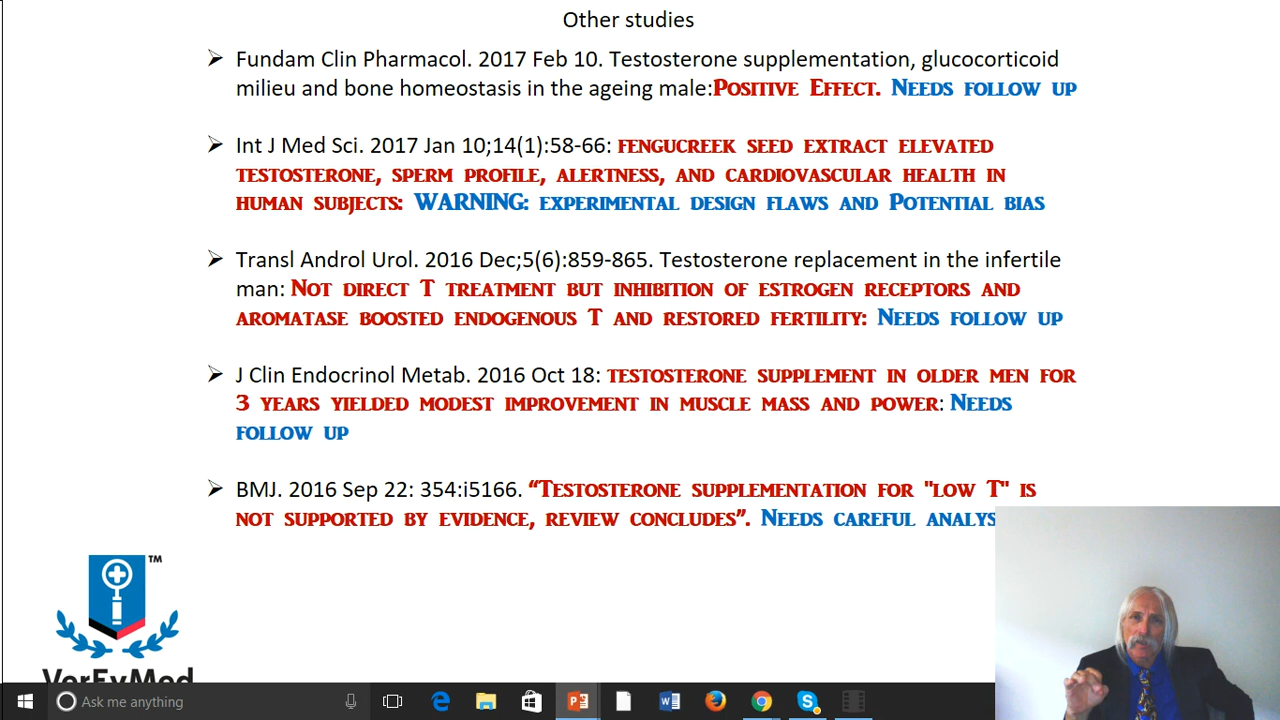 Other studies
➢ Fundam Clin Pharmacol. 2017 Feb 10. Testosterone supplementation, glucocorticoid
milieu and bone homeostasis in the ageing male:Positive Effect. Needs follow up
➢ Int J Med Sci. 2017 Jan 10;14(1):58-66: fengucreek seed extract elevated
testosterone, sperm profile, alertness, and cardiovascular health in
human subjects: WARNING: experimental design flaws and Potential bias
➢ Transl Androl Urol. 2016 Dec;5(6):859-865. Testosterone replacement in the infertile
man: Not direct T treatment but inhibition of estrogen receptors and
aromatase boosted endogenous T and restored fertility: Needs follow up
➢ J Clin Endocrinol Metab. 2016 Oct 18: testosterone supplement in older men for
3 years yielded modest improvement in muscle mass and power: Needs
follow up
➢ BMJ. 2016 Sep 22: 354:i5166. “Testosterone supplementation for "low T" is
not supported by evidence, review concludes”. Needs careful
TM
VerEvMed
Ask me anything